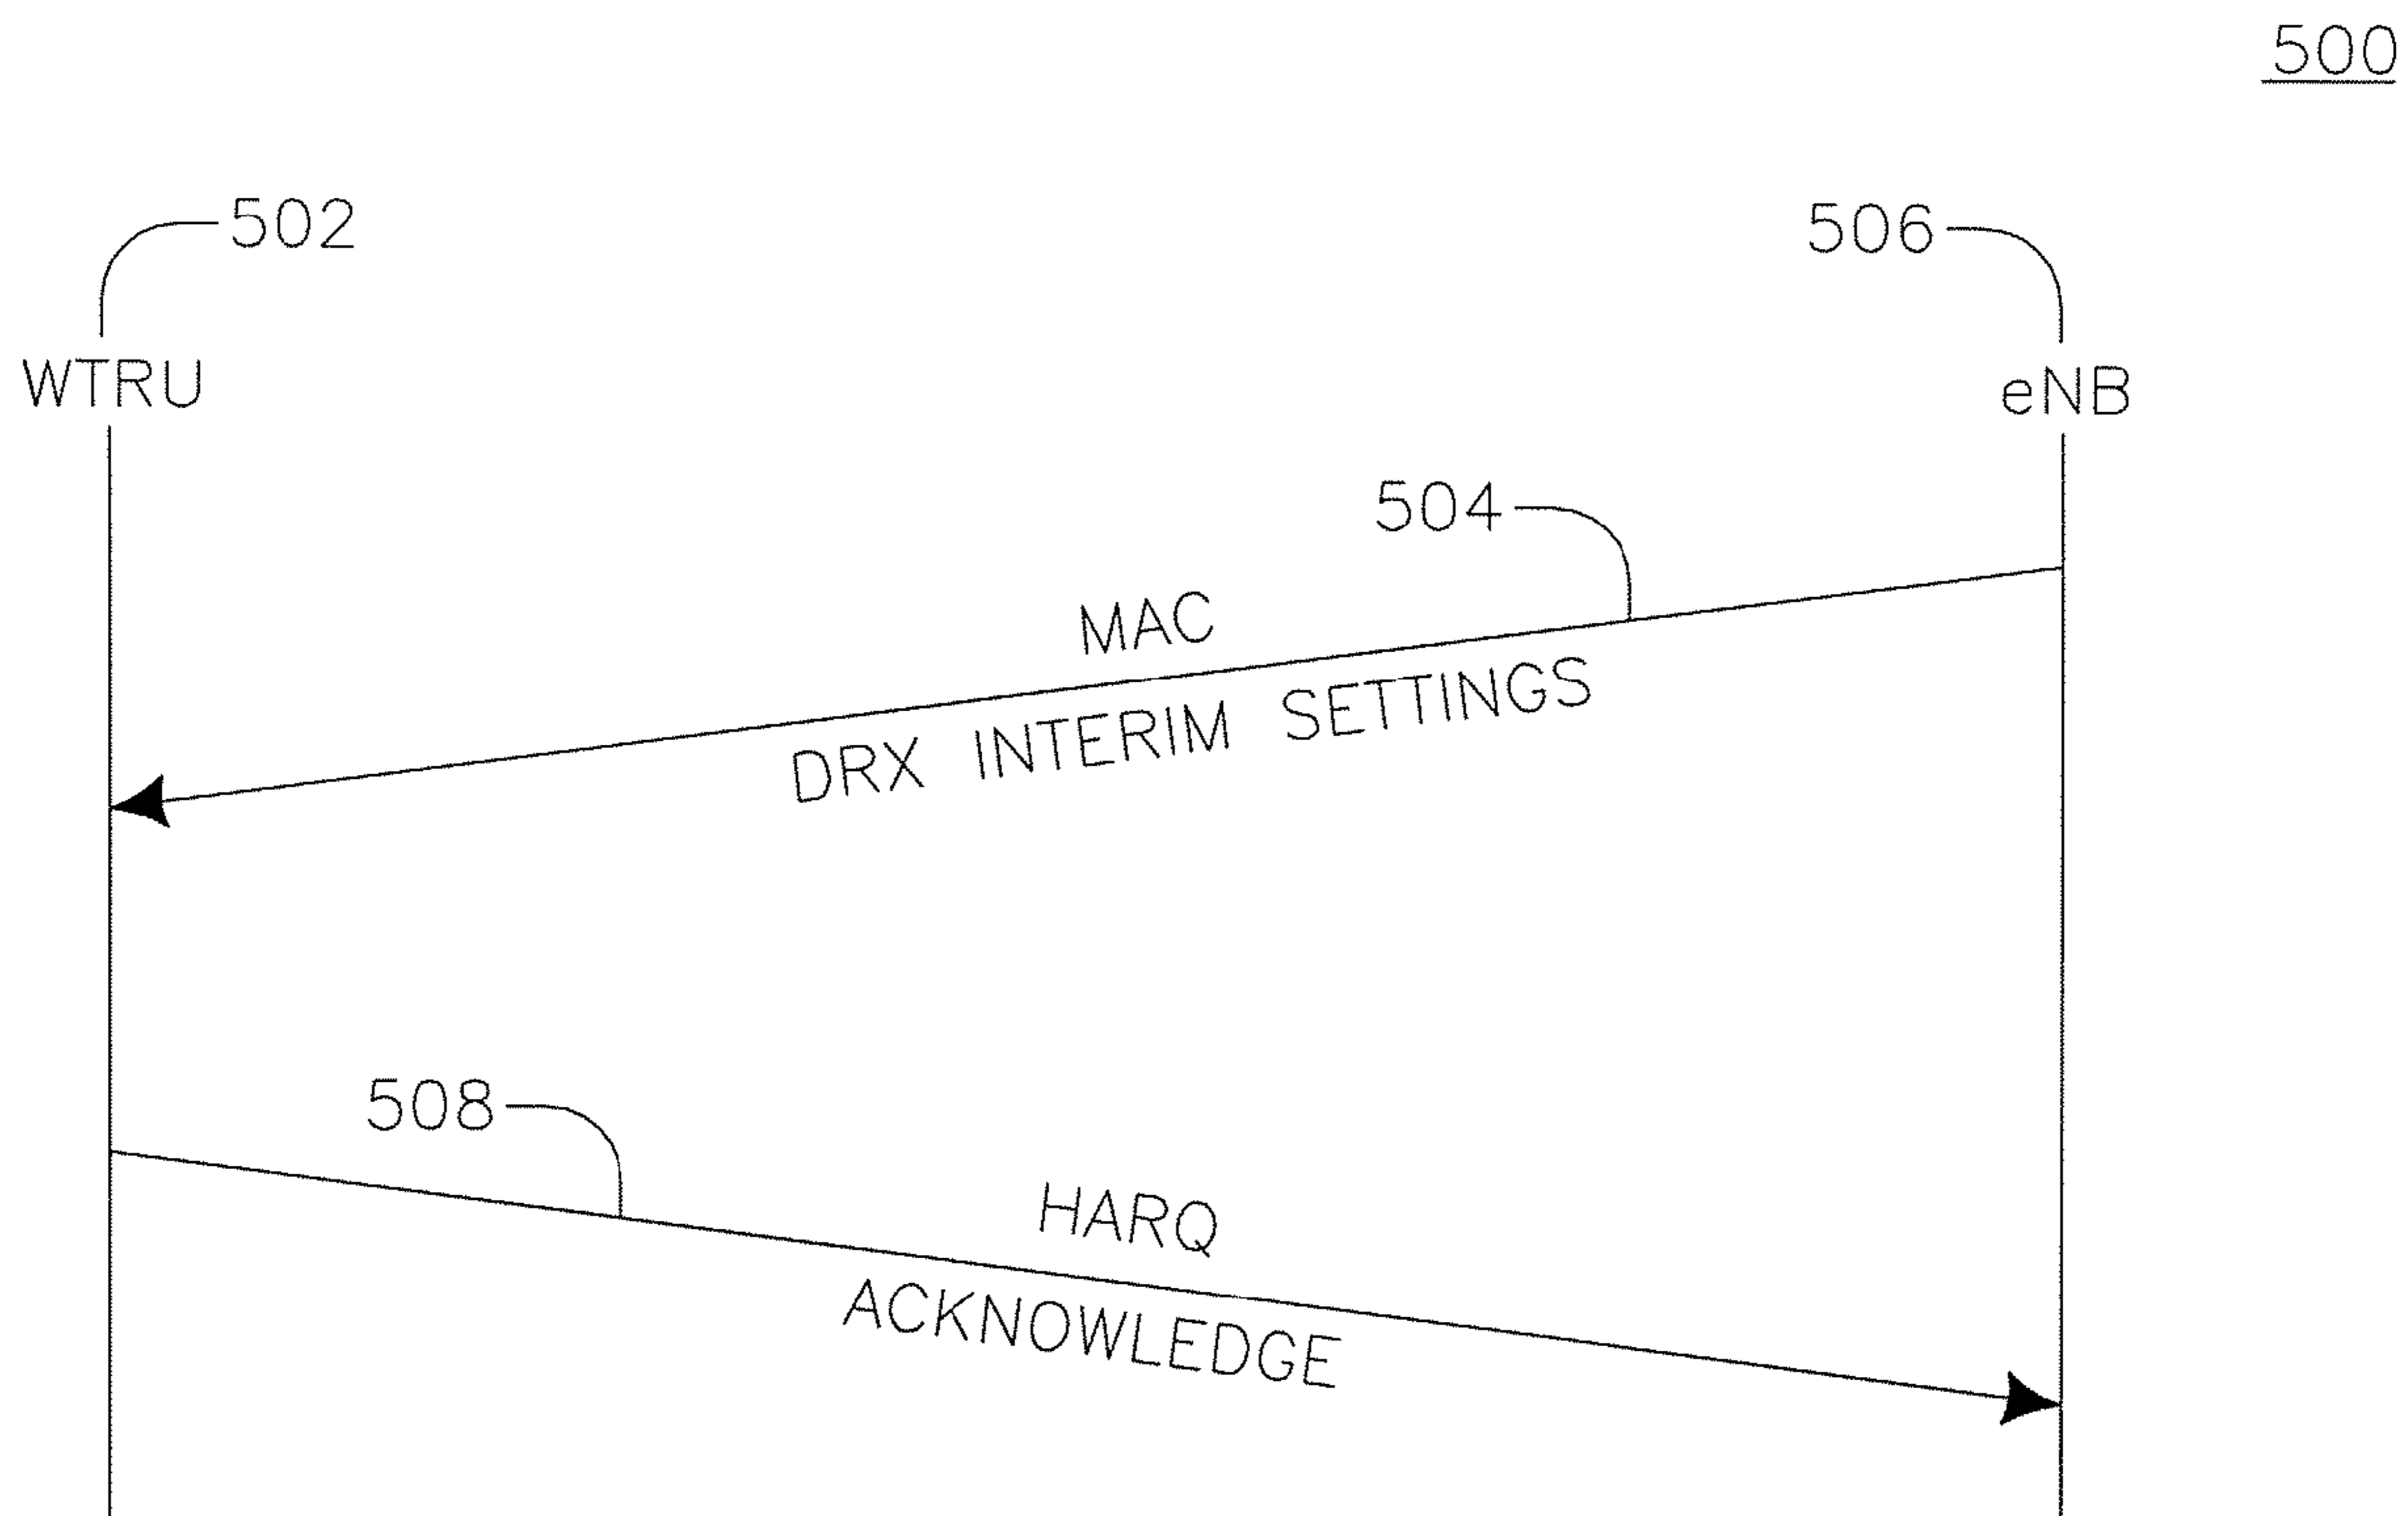 500
502
506
WTRU
eNB
504
MAC
DRX INTERIM SETTINGS
508
HARQ
ACKNOWLEDGE